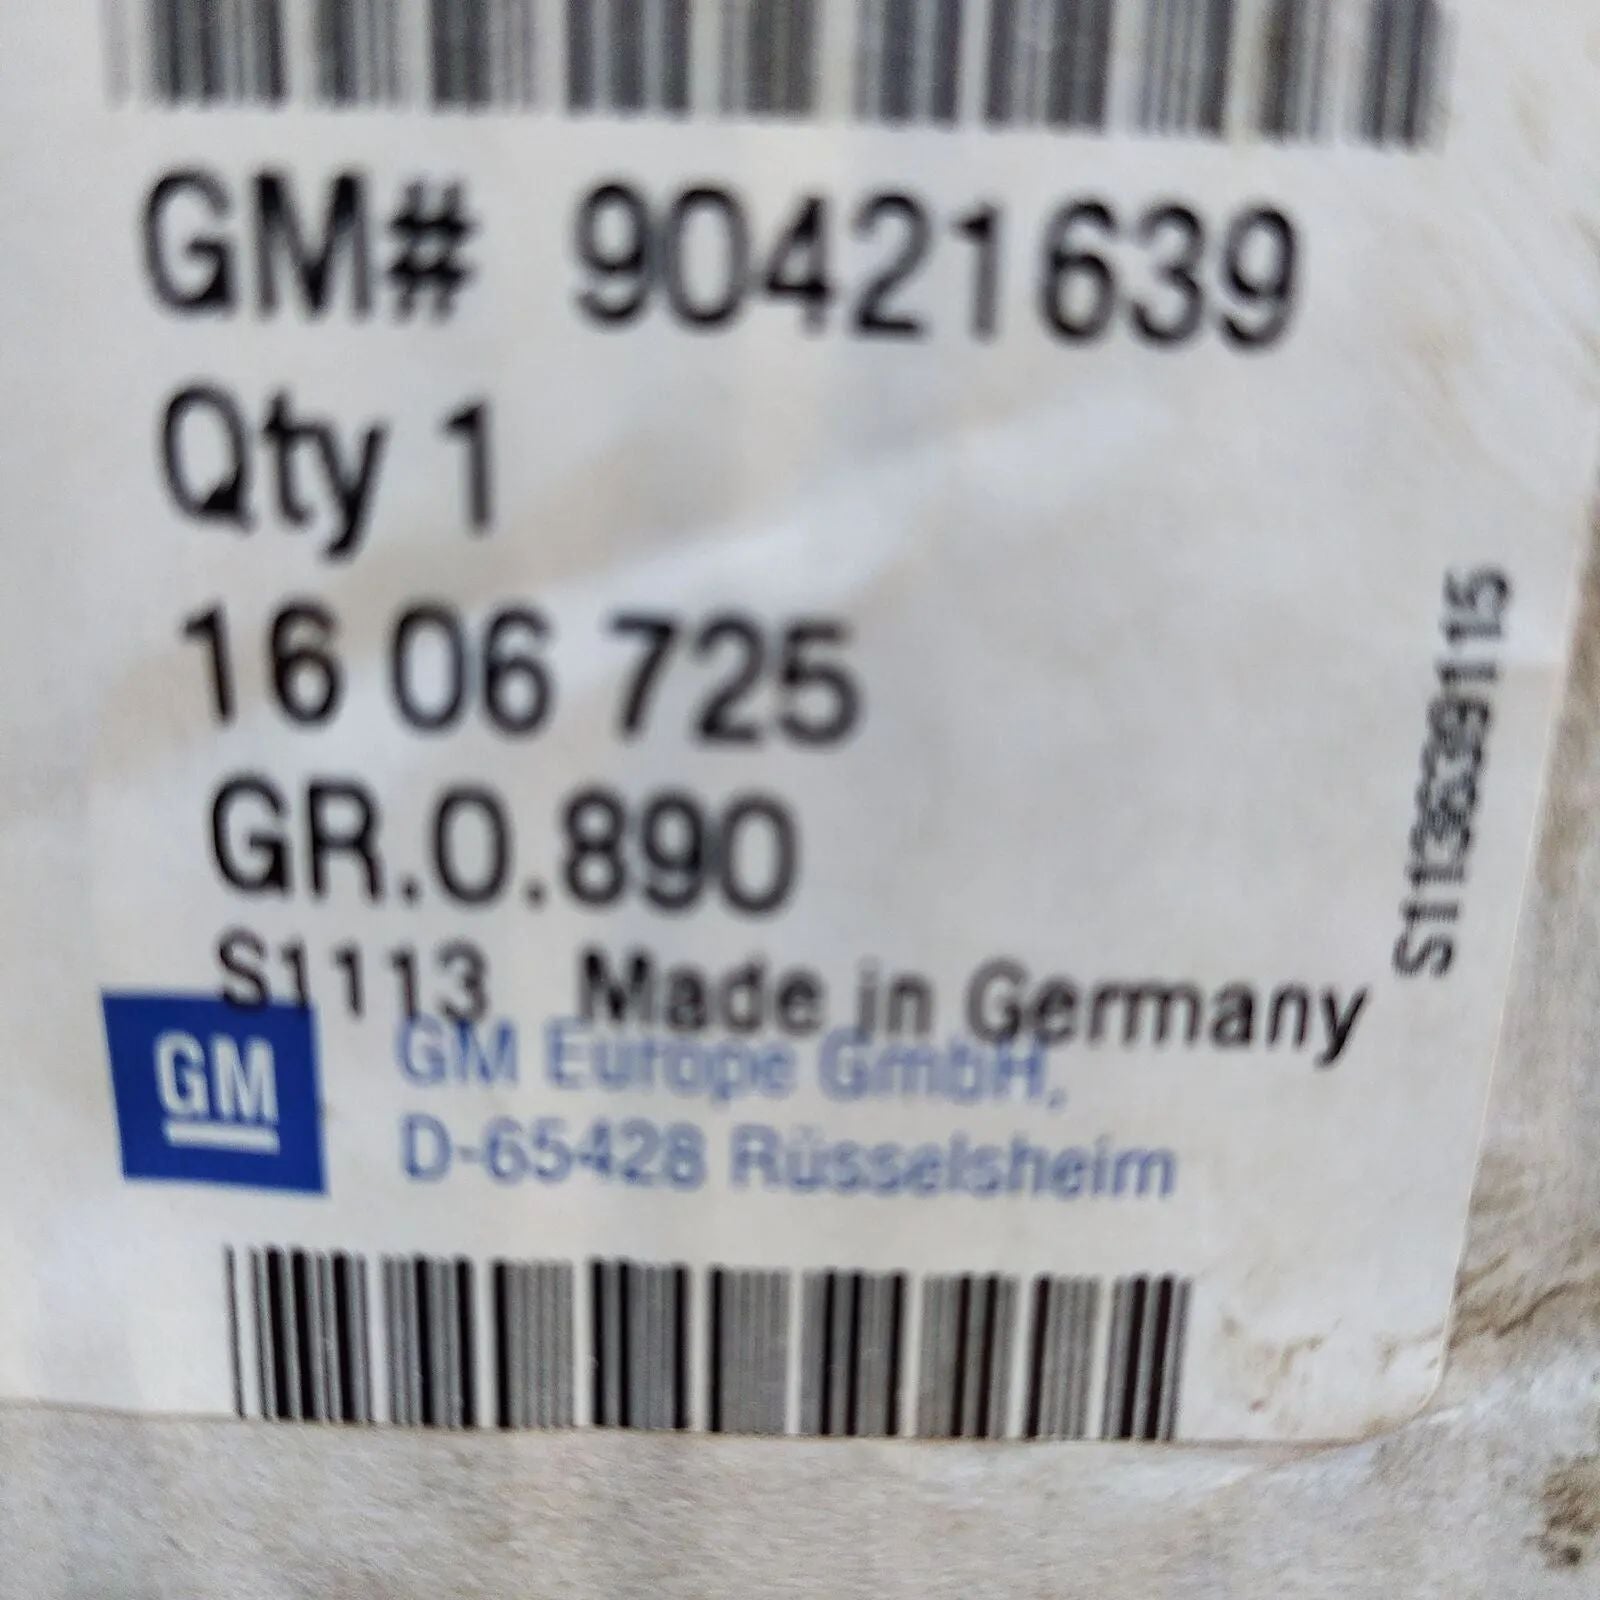 GM# 90421639
Qty 1
16 06 725
GR.0.890
S1113 Made in Germany
GM
GM Europe GmbH,
D-65428 Rüsselsheim